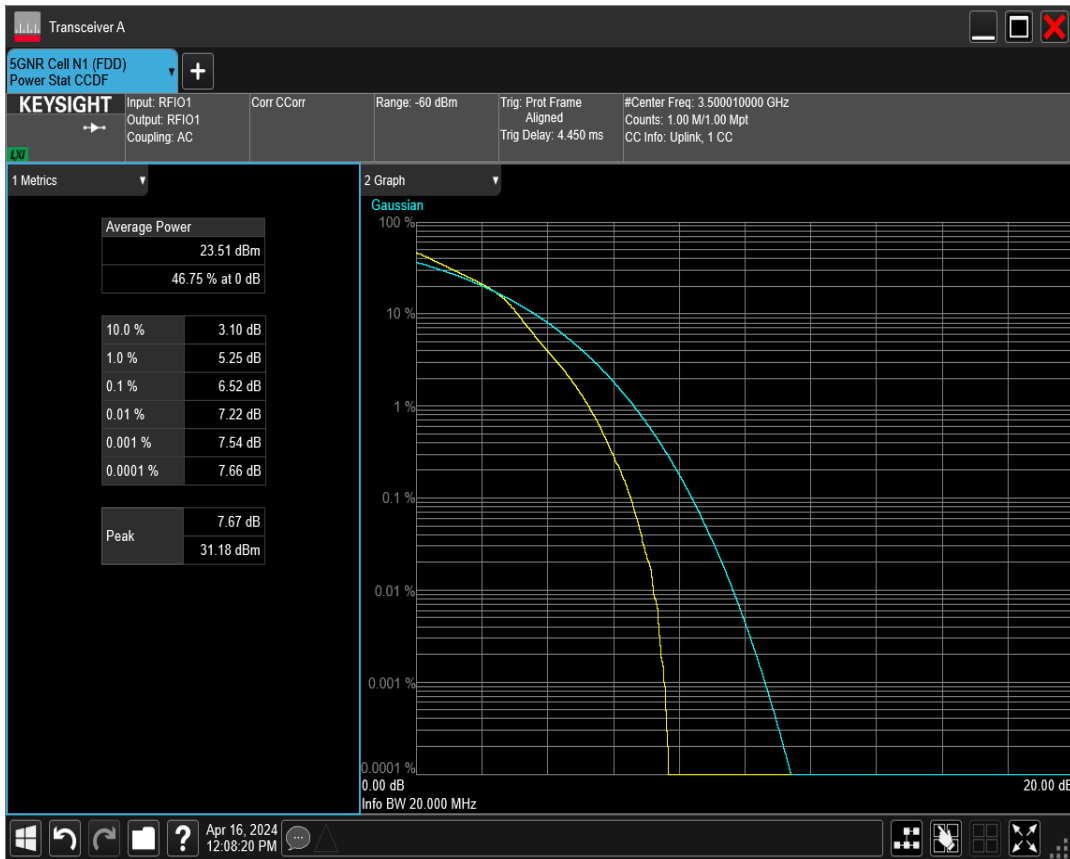 Transceiver A
5GNR Cell N1 (FDD)
Power Stat CCDF
+
KEYSIGHT
LXI
Input: RFIO1
Output: RFIO1
Coupling: AC
Corr CCorr
Range: -60 dBm
Trig: Prot Frame
Aligned
Trig Delay: 4.450 ms
#Center Freq: 3.500010000 GHz
Counts: 1.00 M/1.00 Mpt
CC Info: Uplink, 1 CC
1 Metrics
Average Power
23.51 dBm
46.75 % at 0 dB
10.0 % 3.10 dB
1.0 % 5.25 dB
0.1 % 6.52 dB
0.01 % 7.22 dB
0.001 % 7.54 dB
0.0001 % 7.66 dB
Peak
7.67 dB
31.18 dBm
2 Graph
Gaussian
100 %
10 %
1 %
0.1 %
0.01 %
0.001 %
0.0001 %
0.00 dB
20.00 dB
Info BW 20.000 MHz
?
Apr 16, 2024
12:08:20 PM